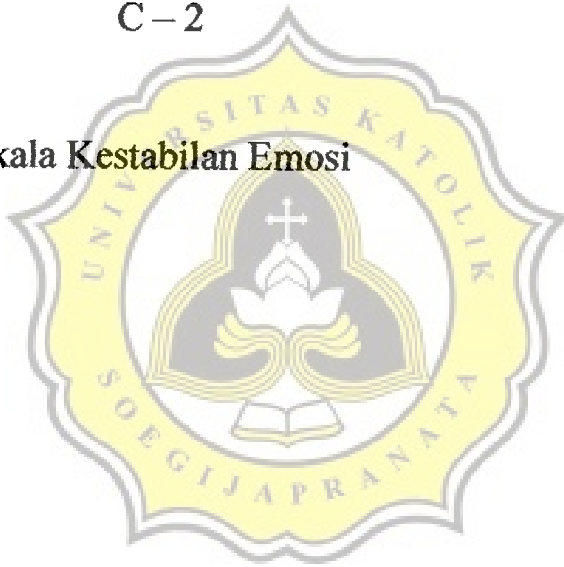 C – 2
kala Kestabilan Emosi
UNIVERSITAS KATOLIK
SOEGIJAPRANATA